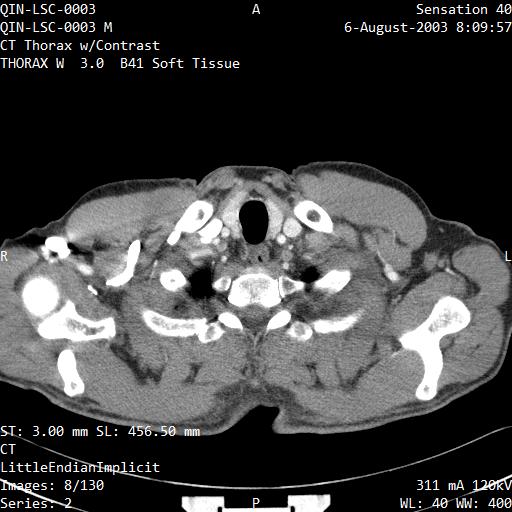 QIN-LSC-0003
A
Sensation 40
QIN-LSC-0003 M
6-August-2003 8:09:57
CT Thorax w/Contrast
THORAX W 3.0 B41 Soft Tissue
R
L
ST: 3.00 mm SL: 456.50 mm
CT
LittleEndianImplicit
Images: 8/130
311 mA 120kV
Series: 2
P
WL: 40 WW: 400